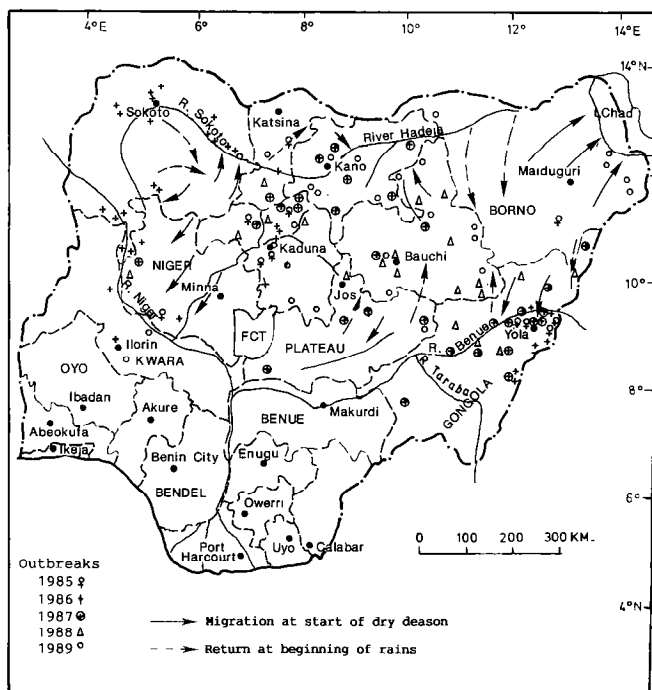 4°E 6° 8° 10° 12° 14°
14°N
R. Sokoto
Sokoto
Katsina
L.Chad
River Hadeja
Kano
Maiduguri
12°
BORNO
Kaduna
NIGER
Bauchi
Minna
Jos
10°
R. Niger
FCT
PLATEAU
R. Benue
Yola
Ilorin
KWARA
R. Taraba
GONGOLA
OYO
Ibadan
Akure
BENUE
Makurdi
8°
Abeokufa
Ikeja
Benin City
Enugu
BENDEL
Owerri
6°
Port
Harcourt
Uyo
Calabar
0 100 200 300 KM
4°N
Outbreaks
1985
1986
1987
1988
1989
Migration at start of dry deason
Return at beginning of rains